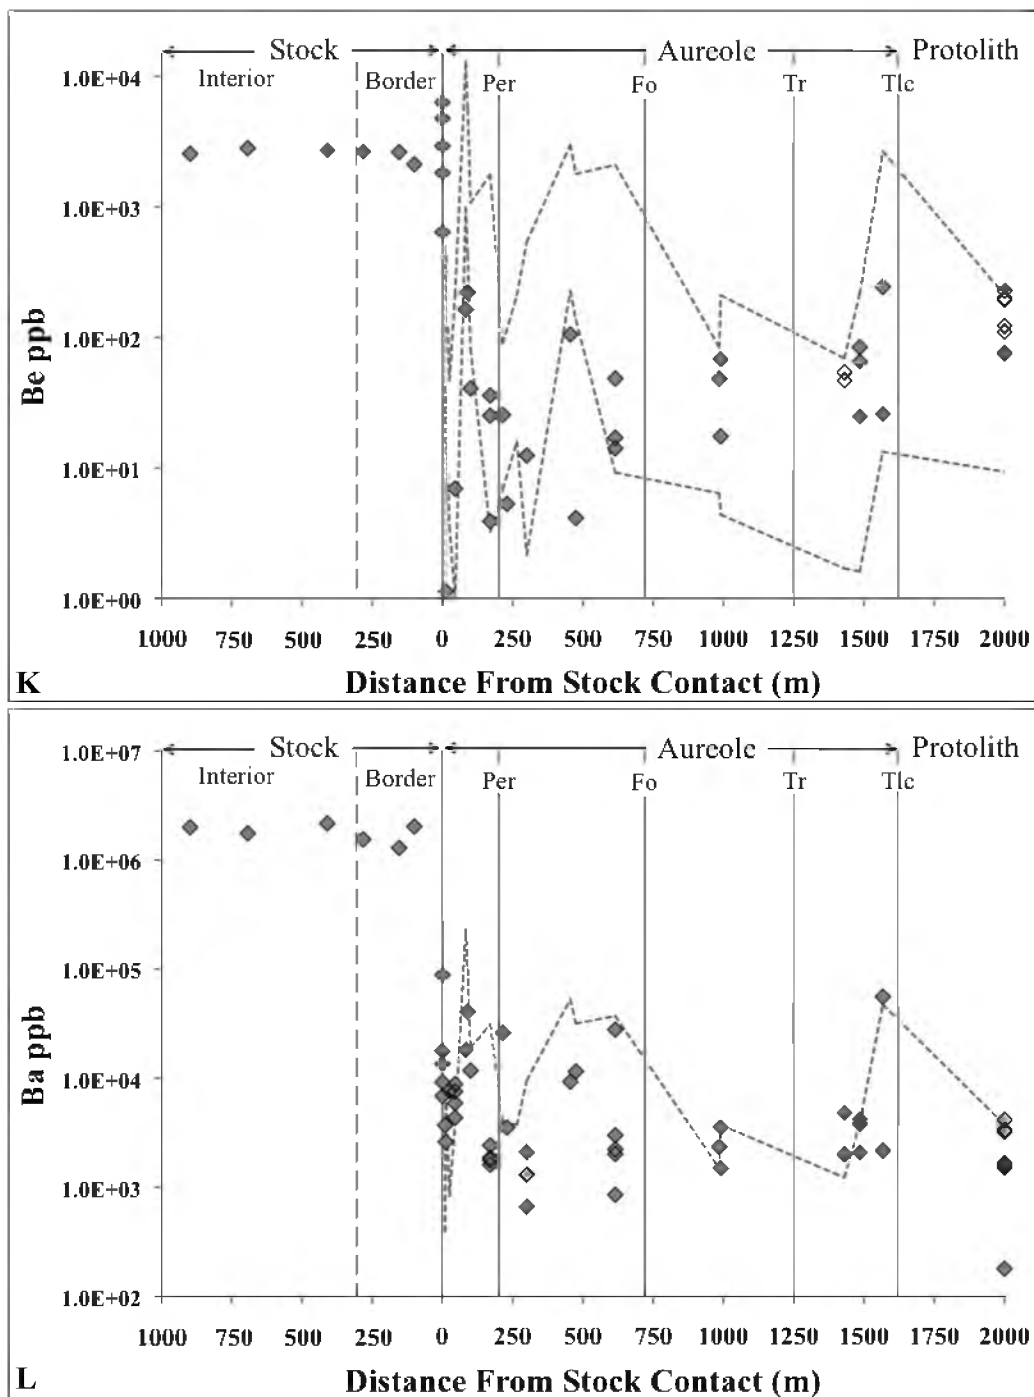 Stock Aureole Protolith
Interior Border Per Fo Tr Tlc
1.0E+04
1.0E+03
1.0E+02
1.0E+01
1.0E+00
Be ppb
1000 750 500 250 0 250 500 750 1000 1250 1500 1750 2000
Distance From Stock Contact (m)
K
Stock Aureole Protolith
Interior Border Per Fo Tr Tlc
1.0E+07
1.0E+06
1.0E+05
1.0E+04
1.0E+03
1.0E+02
Ba ppb
1000 750 500 250 0 250 500 750 1000 1250 1500 1750 2000
Distance From Stock Contact (m)
L